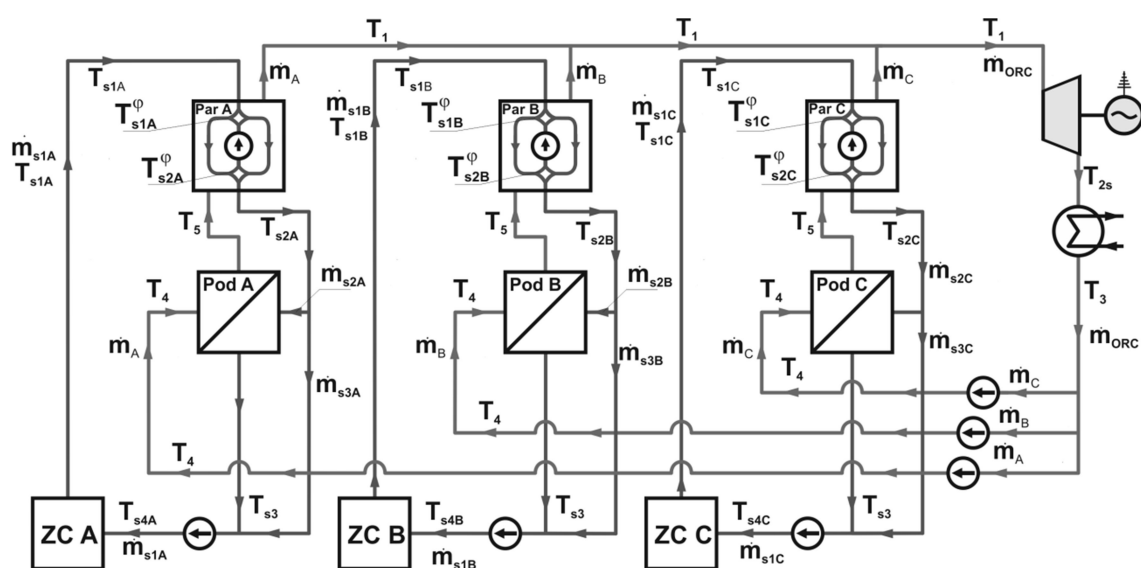 T1 T1 T1
Ts1A ṁA Ts1B ṁB Ts1C ṁC ṁORC
Par A Par B Par C
Tφs1A ṁs1B Tφs1B ṁs1C Tφs1C
Ts1B Ts1C
ṁs1A
Ts1A Tφs2A Tφs2B Tφs2C
T2s
T5 Ts2A T5 Ts2B T5 Ts2C
Pod A ṁs2A Pod B ṁs2B Pod C ṁs2C
T4 T4 T4 T3
ṁA ṁB ṁs3B ṁC ṁs3C ṁORC
ṁs3A T4 ṁC
T4 ṁB
T4 ṁA
Ts4A Ts3 Ts4B Ts3 Ts4C Ts3
ZC A ZC B ZC C
ṁs1A ṁs1B ṁs1C